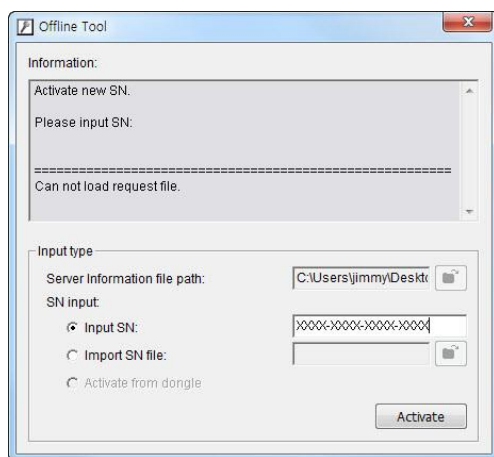 Offline Tool
Information:
Activate new SN.
Please input SN:
========================================================
Can not load request file.
Input type
Server Information file path: C:\Users\jimmy\Deskt
SN input:
Input SN: XXXX-XXXX-XXXX-XXXX
Import SN file:
Activate from dongle
Activate